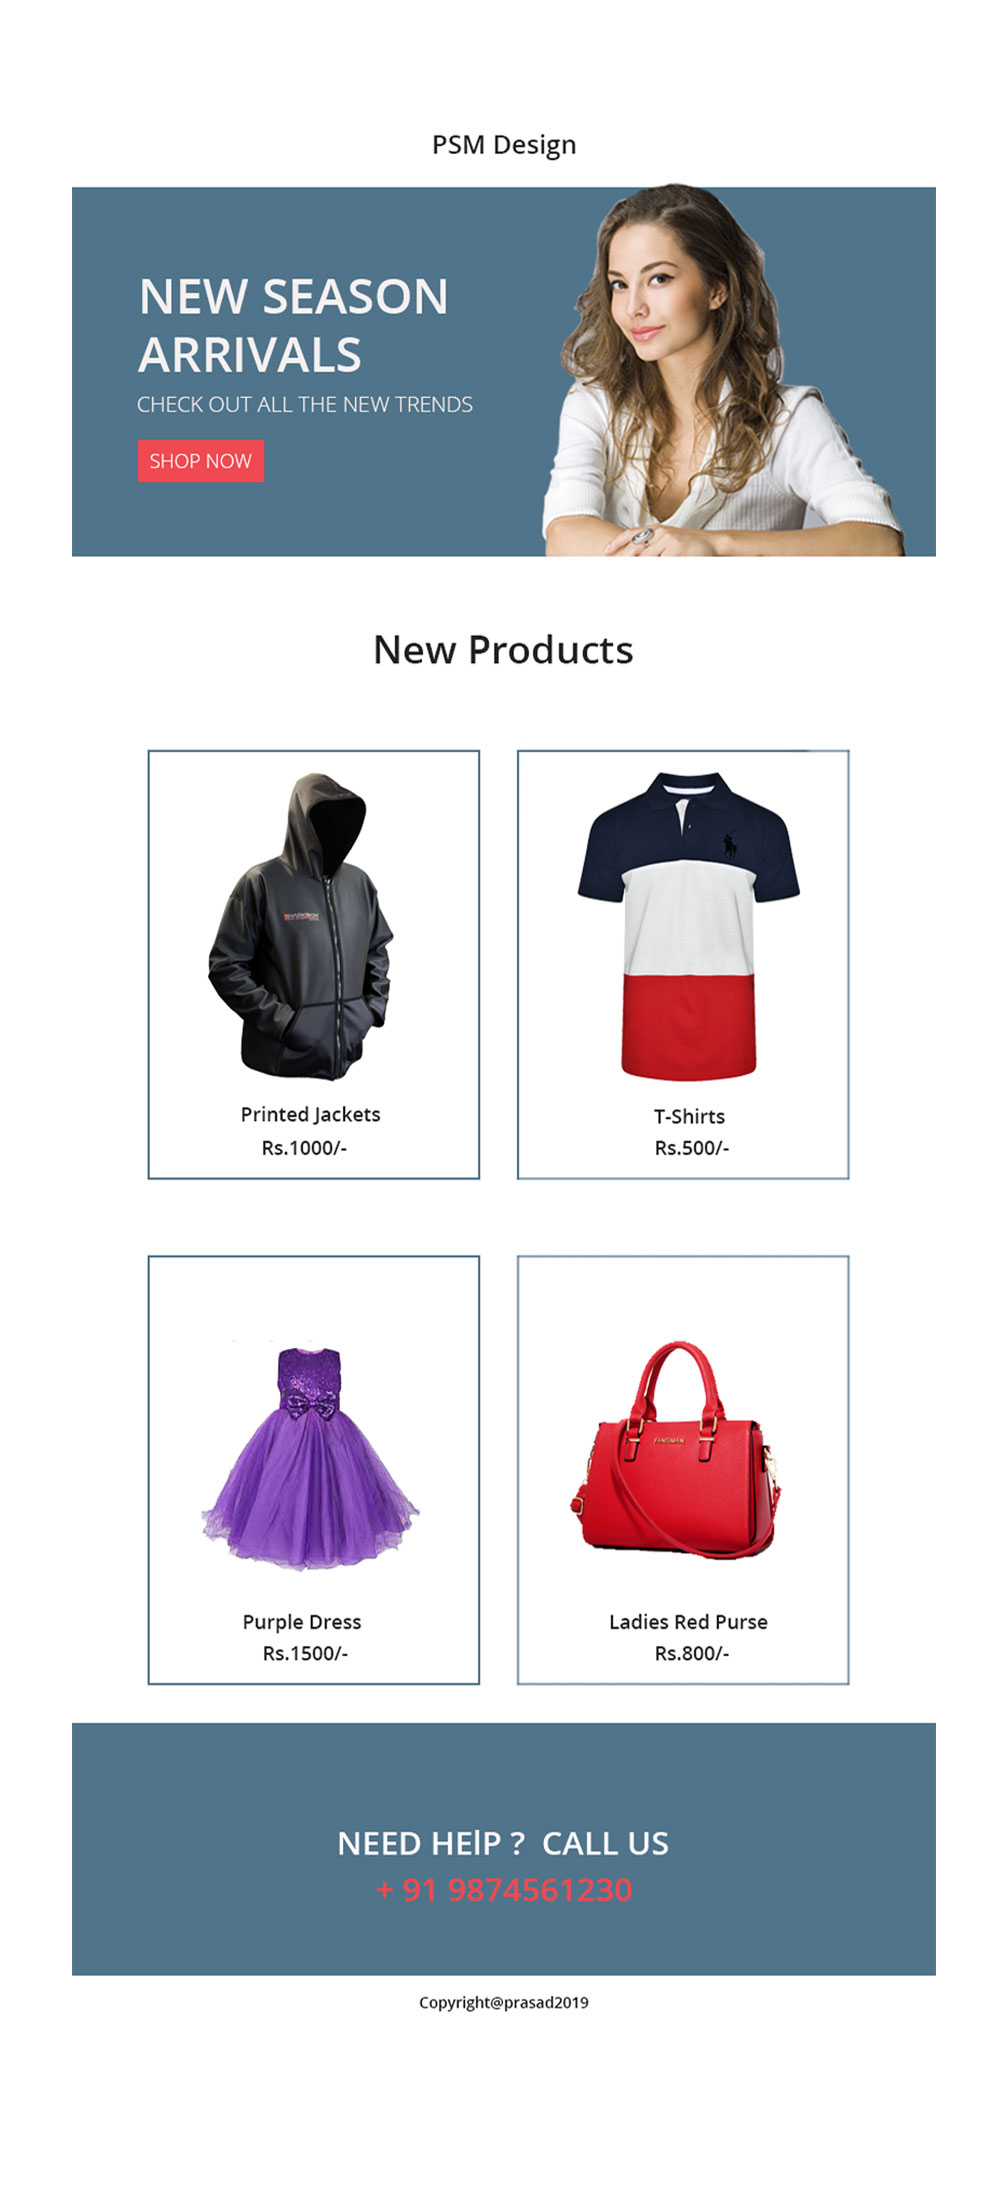 PSM Design
NEW SEASON
ARRIVALS
CHECK OUT ALL THE NEW TRENDS
SHOP NOW
New Products
Printed Jackets
Rs.1000/-
T-Shirts
Rs.500/-
Purple Dress
Rs.1500/-
Ladies Red Purse
Rs.800/-
NEED HElP ? CALL US
+ 91 9874561230
Copyright@prasad2019